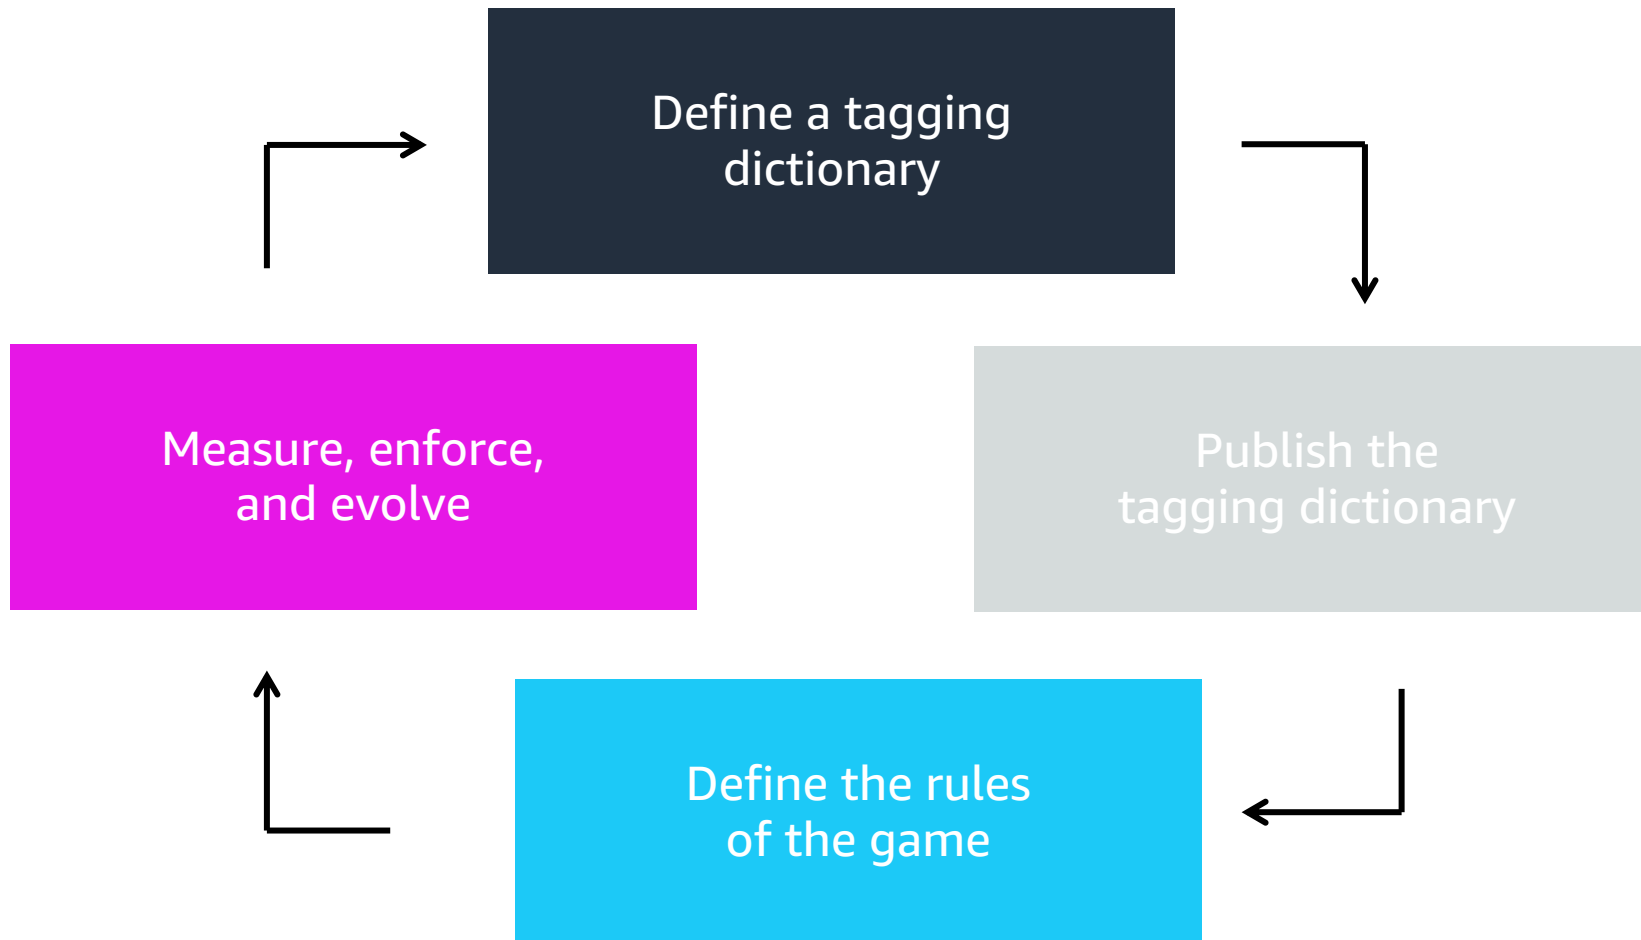 Define a tagging
dictionary
Publish the
tagging dictionary
Define the rules
of the game
Measure, enforce,
and evolve